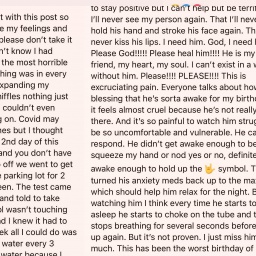 t with this post so
e my feelings and
please don't take it
n't know I had
the most horrible
thing was in every
expanding my
niffles nothing just
couldn't even
g on. Covid may
nes but I thought
2nd day of this
and you don't have
off we went to get
parking lot for 2
een. The test came
and told to take
ol wasn't touching
d I knew it had to
ek all I could do was
water every 3
water because I
to stay positive but I can't help but be terri
I'll never see my person again. That I'll neve
hold his hand and stroke his face again. Th
never kiss his lips. I need him. God, I need h
Please God!!!!! Please heal him!!!! He is my
friend, my heart, my soul. I can't exist in a w
without him. Please!!!! PLEASE!!!! This is
excruciating pain. Everyone talks about how
blessing that he's sorta awake for my birthd
it feels almost cruel because he's not really
there. And it's so painful to watch him strug
be so uncomfortable and vulnerable. He ca
respond. He didn't get awake enough to be
squeeze my hand or nod yes or no, definite
awake enough to hold up the 🤟 symbol. T
turned his anxiety meds back up to the ma
which should help him relax for the night. B
watching him I think every time he starts to
asleep he starts to choke on the tube and t
stops breathing for several seconds before
up again. But it's not proven. I just miss him
much. This has been the worst birthday of